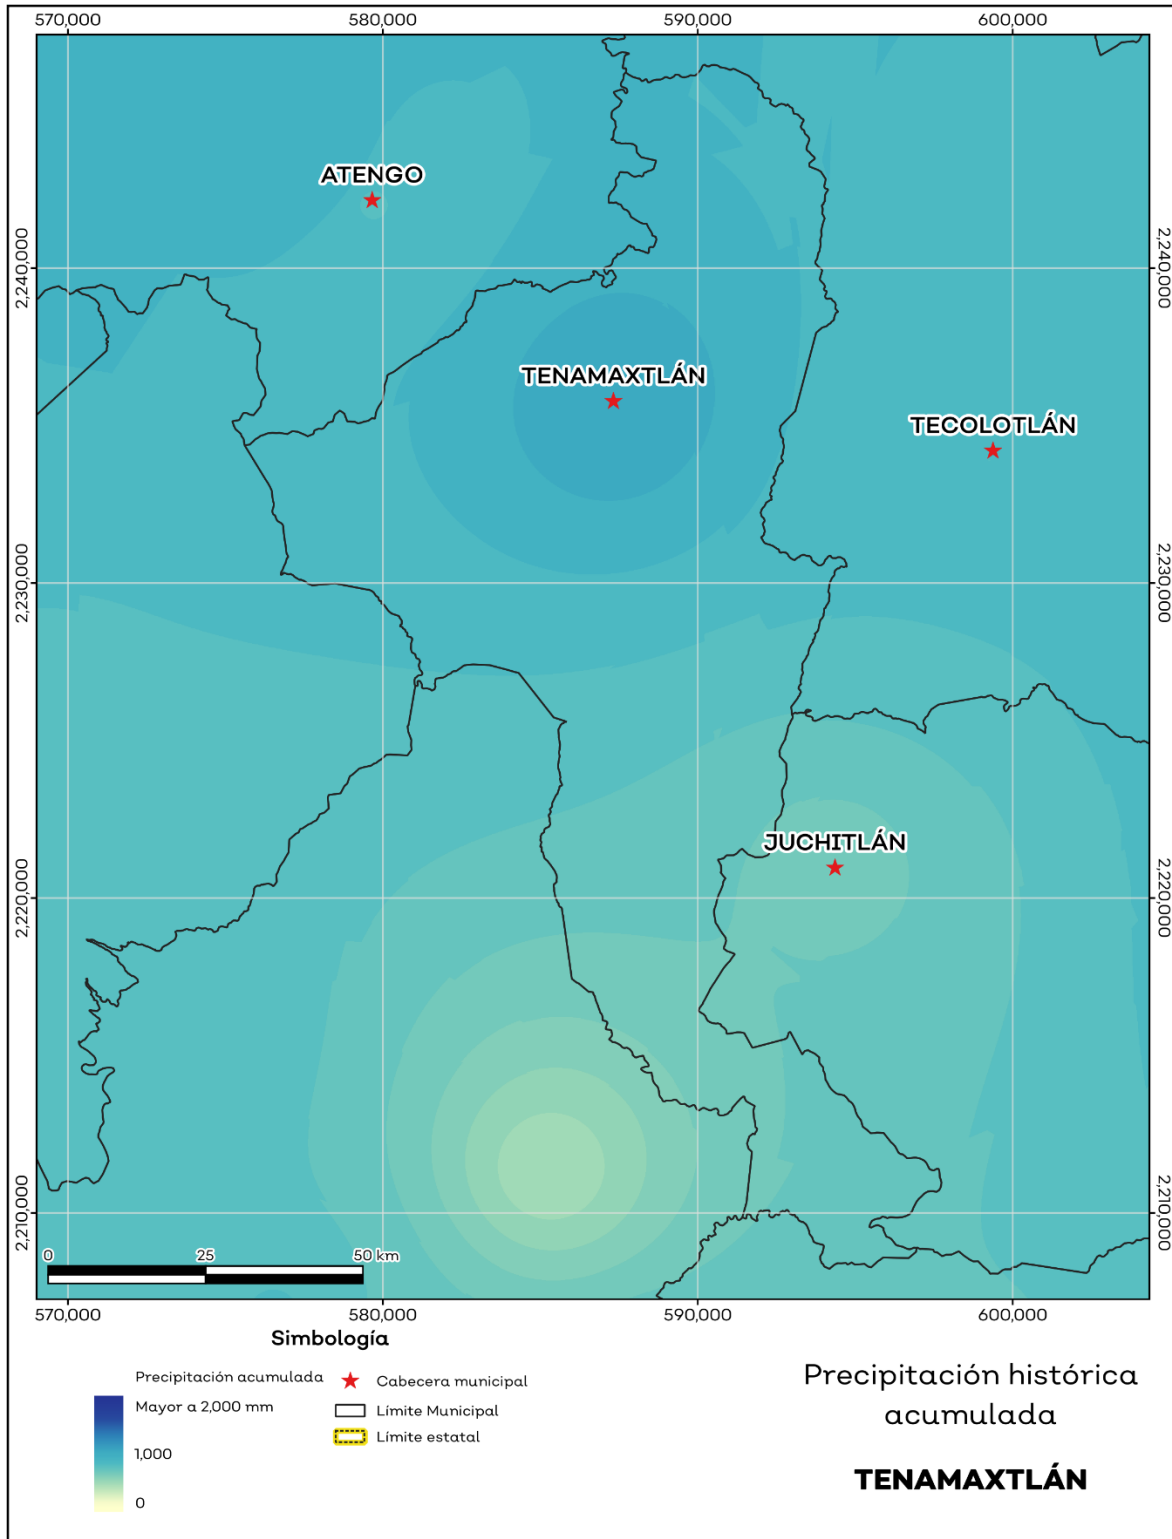 570,000 580,000 590,000 600,000
ATENGO
2,240,000 2,240,000
TENAMAXTLÁN
TECOLOTLÁN
2,230,000 2,230,000
JUCHITLÁN
2,220,000 2,220,000
2,210,000 2,210,000
0 25 50 km
570,000 580,000 590,000 600,000
Simbología
Precipitación acumulada
Mayor a 2,000 mm
1,000
0
Cabecera municipal
Límite Municipal
Límite estatal
Precipitación histórica
acumulada
TENAMAXTLÁN